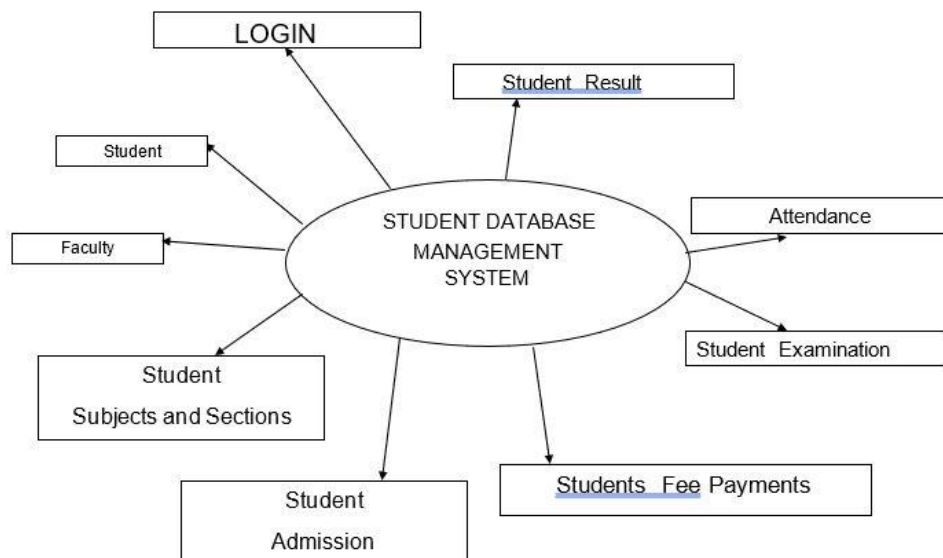 LOGIN
Student Result
Student
STUDENT DATABASE
MANAGEMENT
SYSTEM
Attendance
Faculty
Student Examination
Student
Subjects and Sections
Students Fee Payments
Student
Admission